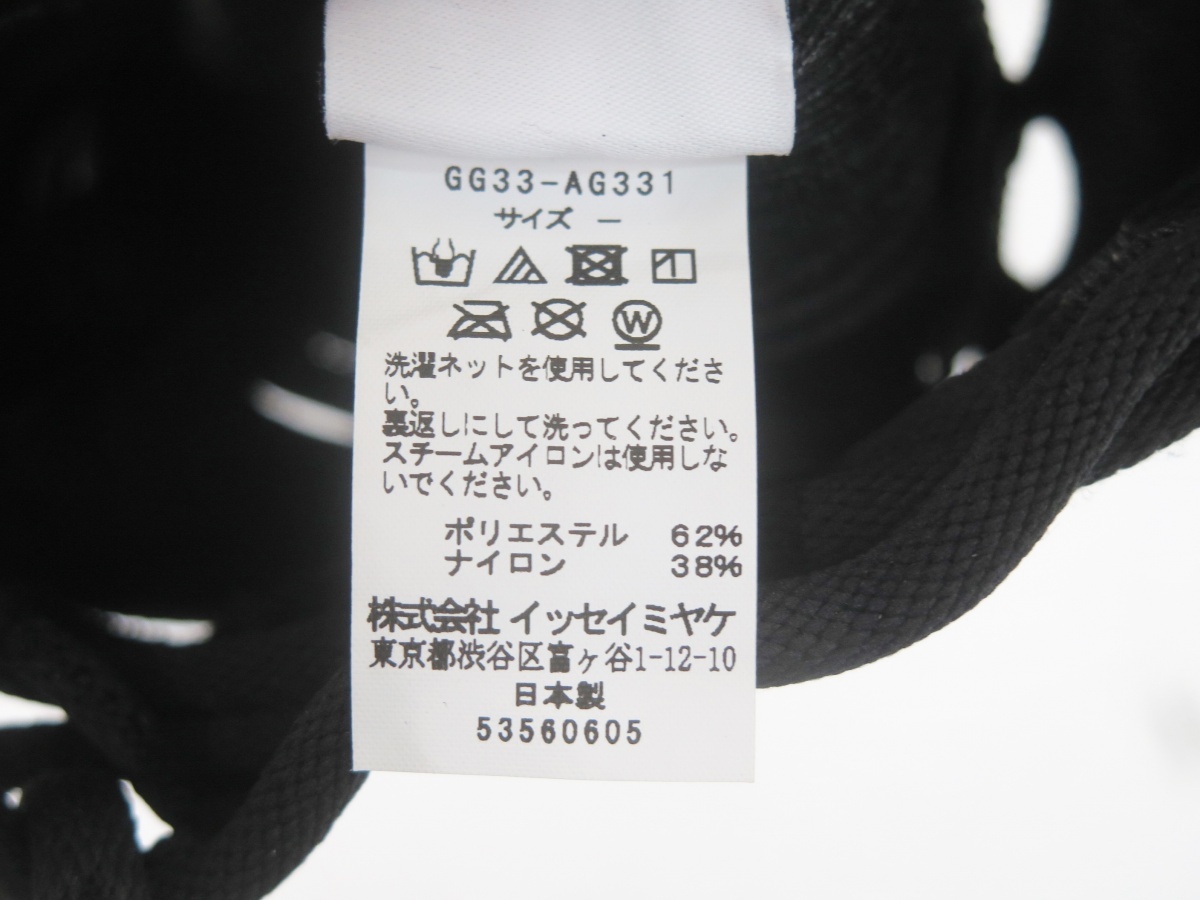 GG33-AG331
サイズ ー
W
洗濯ネットを使用してくださ
い。
裏返しにして洗ってください。
スチームアイロンは使用しな
いでください。
ポリエステル 62%
ナイロン 38%
株式会社 イッセイミヤケ
東京都渋谷区富ヶ谷1-12-10
日本製
53560605